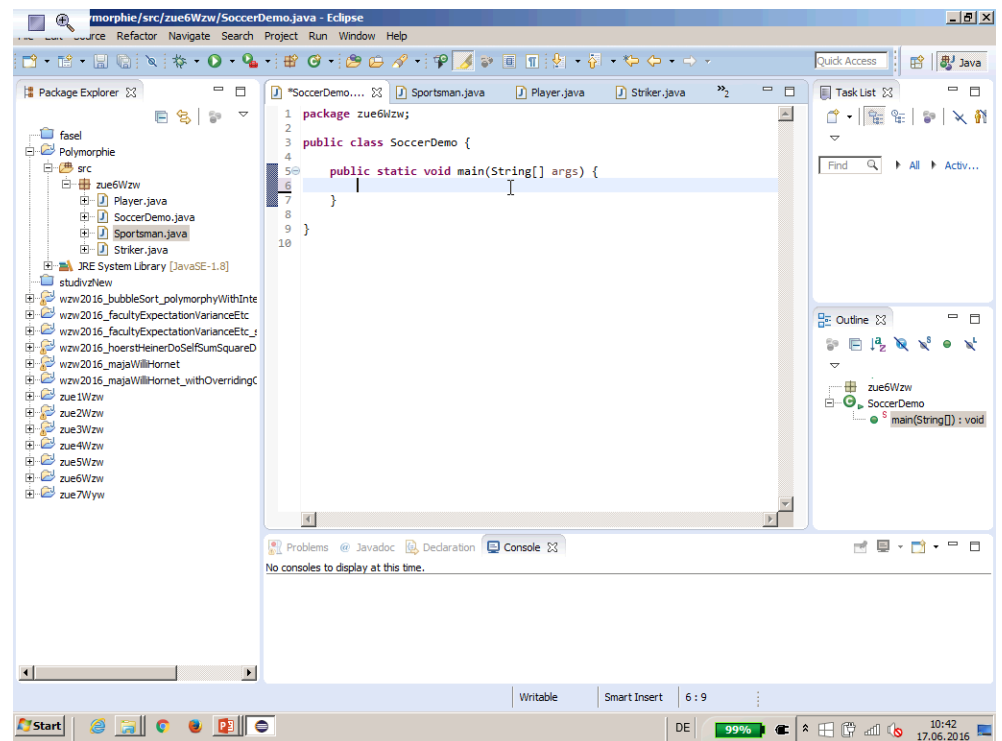 ymorphie/src/zue6Wzw/SoccerDemo.java - Eclipse
Refactor Navigate Search Project Run Window Help
Quick Access Java
Package Explorer
fasel
Polymorphie
src
zue6Wzw
Player.java
SoccerDemo.java
Sportsman.java
Striker.java
JRE System Library [JavaSE-1.8]
studivzNew
wzw2016_bubbleSort_polymorphyWithInte
wzw2016_facultyExpectationVarianceEtc
wzw2016_facultyExpectationVarianceEtc_s
wzw2016_hoerstHeinerDoSelfSumSquareD
wzw2016_majaWilliHornet
wzw2016_majaWilliHornet_withOverridingC
zue1Wzw
zue2Wzw
zue3Wzw
zue4Wzw
zue5Wzw
zue6Wzw
zue7Wyw
*SoccerDemo.... Sportsman.java Player.java Striker.java »2
1 package zue6Wzw;
2
3 public class SoccerDemo {
4
5 public static void main(String[] args) {
6
7 }
8
9 }
10
Task List
Find All Activ...
Outline
zue6Wzw
SoccerDemo
main(String[]) : void
Problems @ Javadoc Declaration Console
No consoles to display at this time.
Writable Smart Insert 6 : 9
Start DE 99% 10:42
17.06.2016